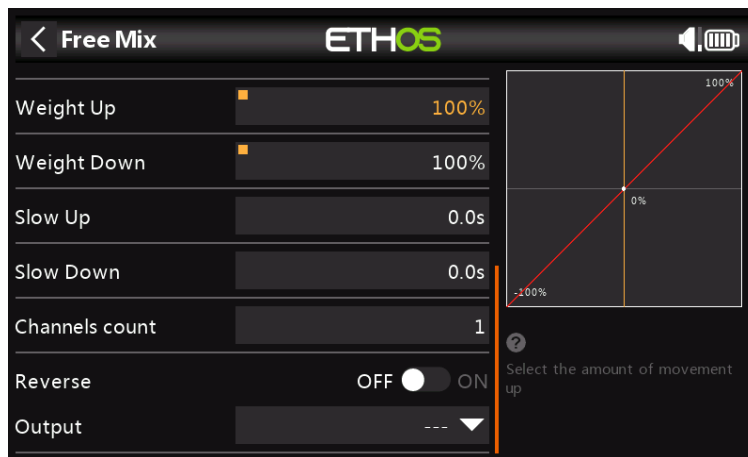 Free Mix
ETHOS
Weight Up 100%
Weight Down 100%
Slow Up 0.0s
Slow Down 0.0s
Channels count 1
Reverse OFF ON
Output ---
100%
0%
-100%
?
Select the amount of movement
up